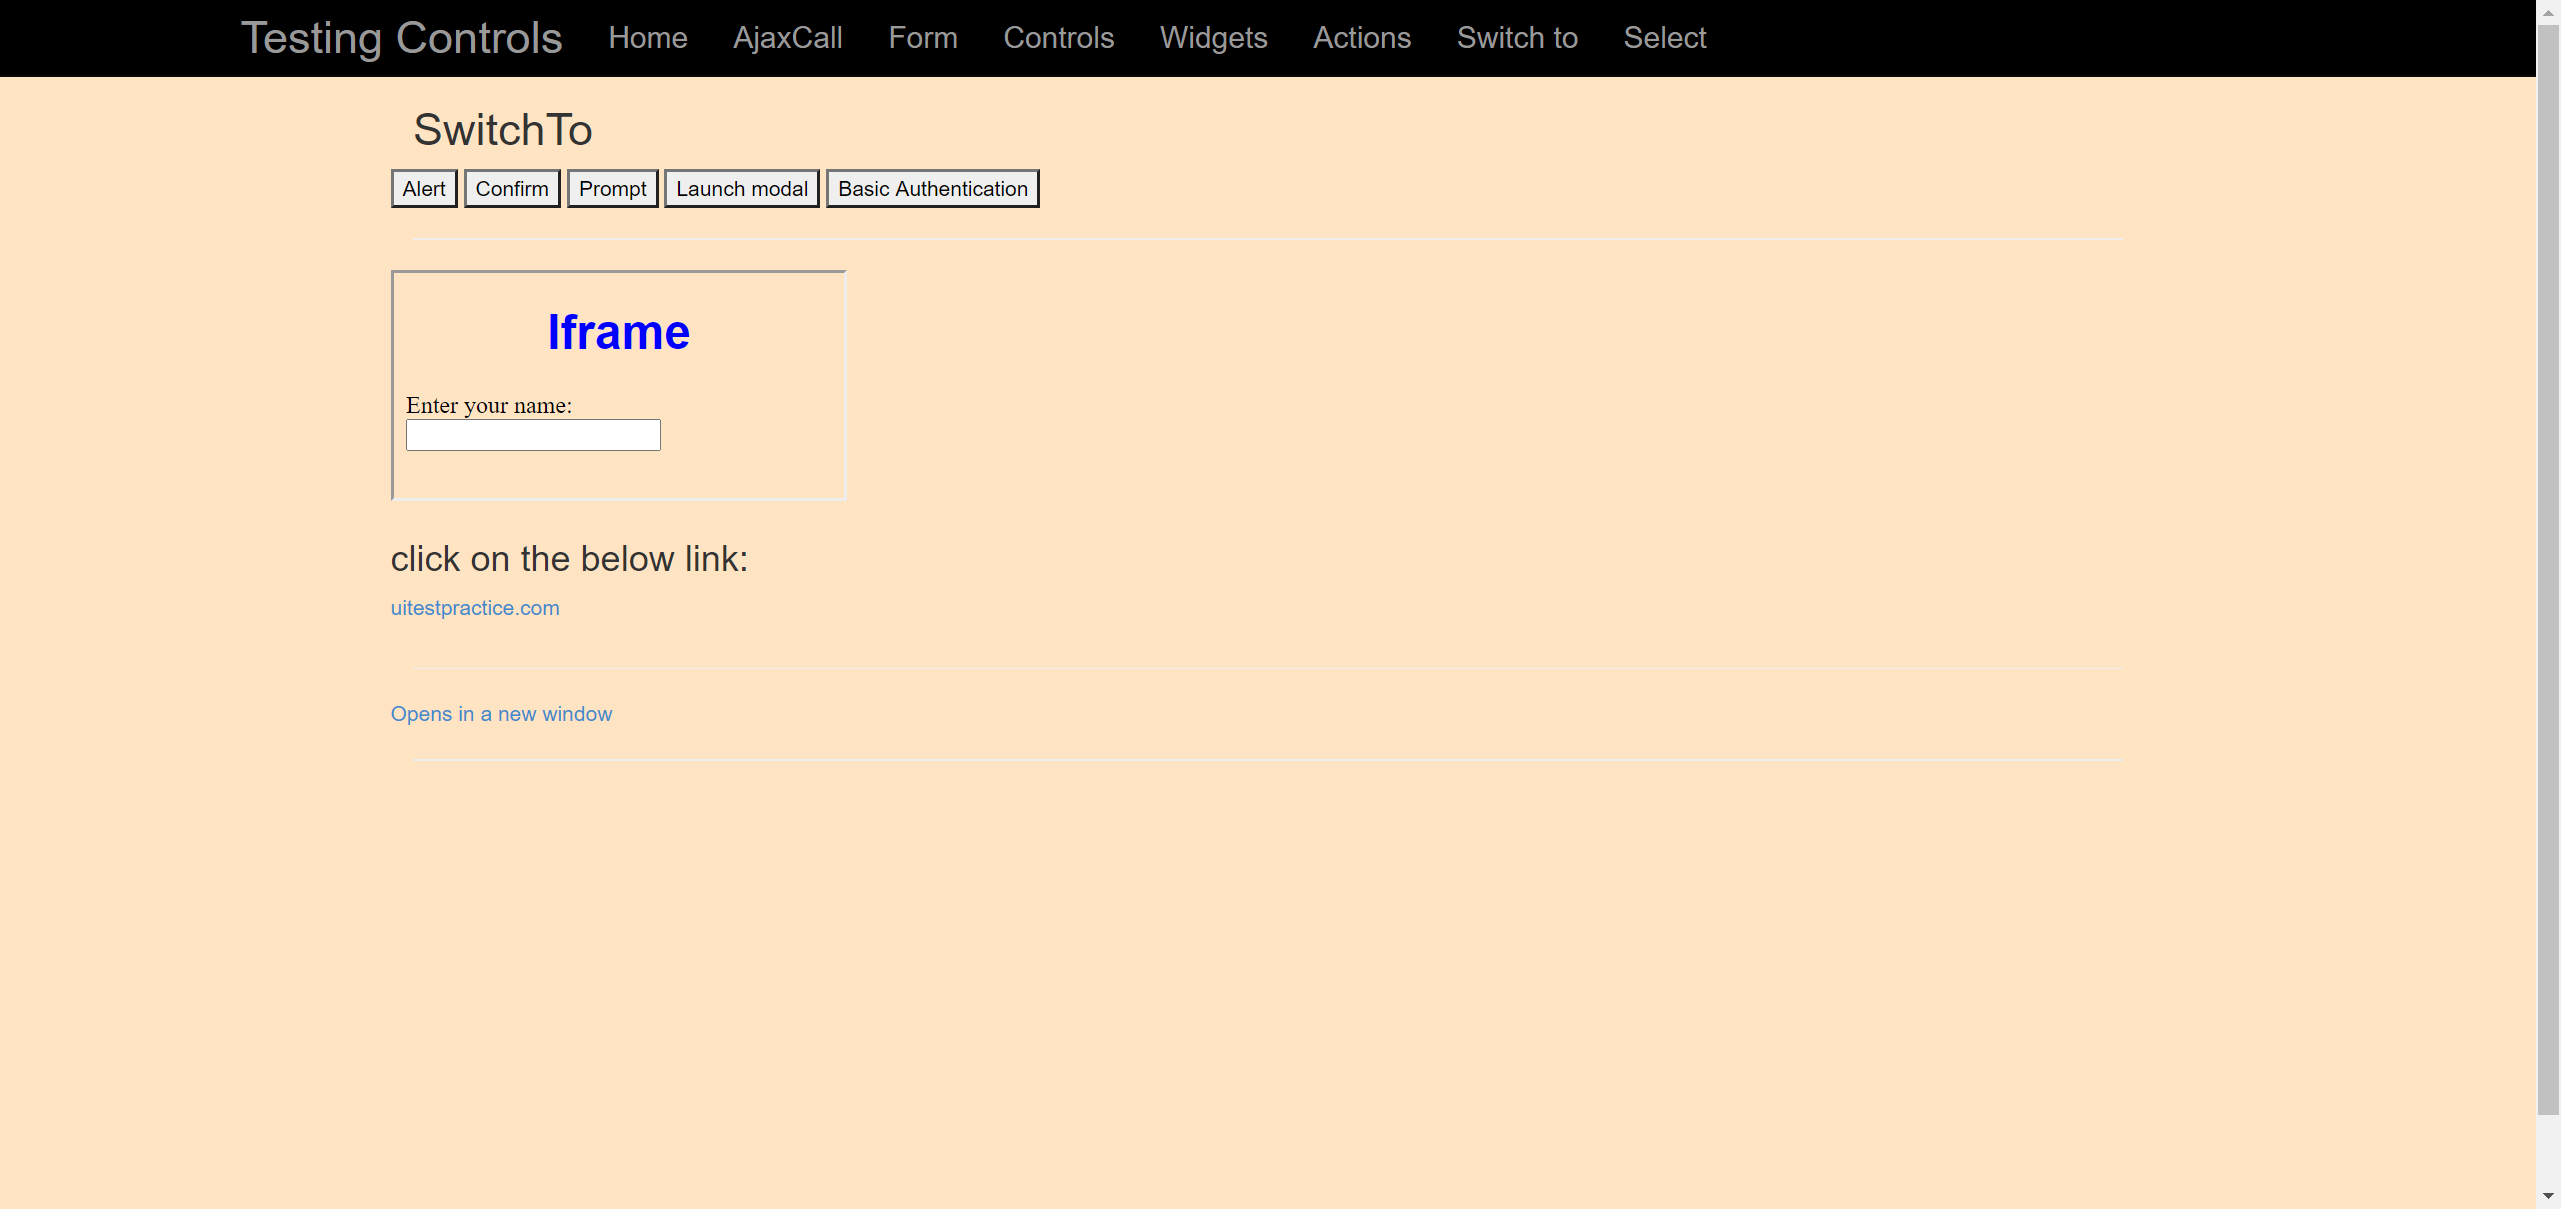 Testing Controls Home AjaxCall Form Controls Widgets Actions Switch to Select
SwitchTo
Alert Confirm Prompt Launch modal Basic Authentication
Iframe
Enter your name:
click on the below link:
uitestpractice.com
Opens in a new window